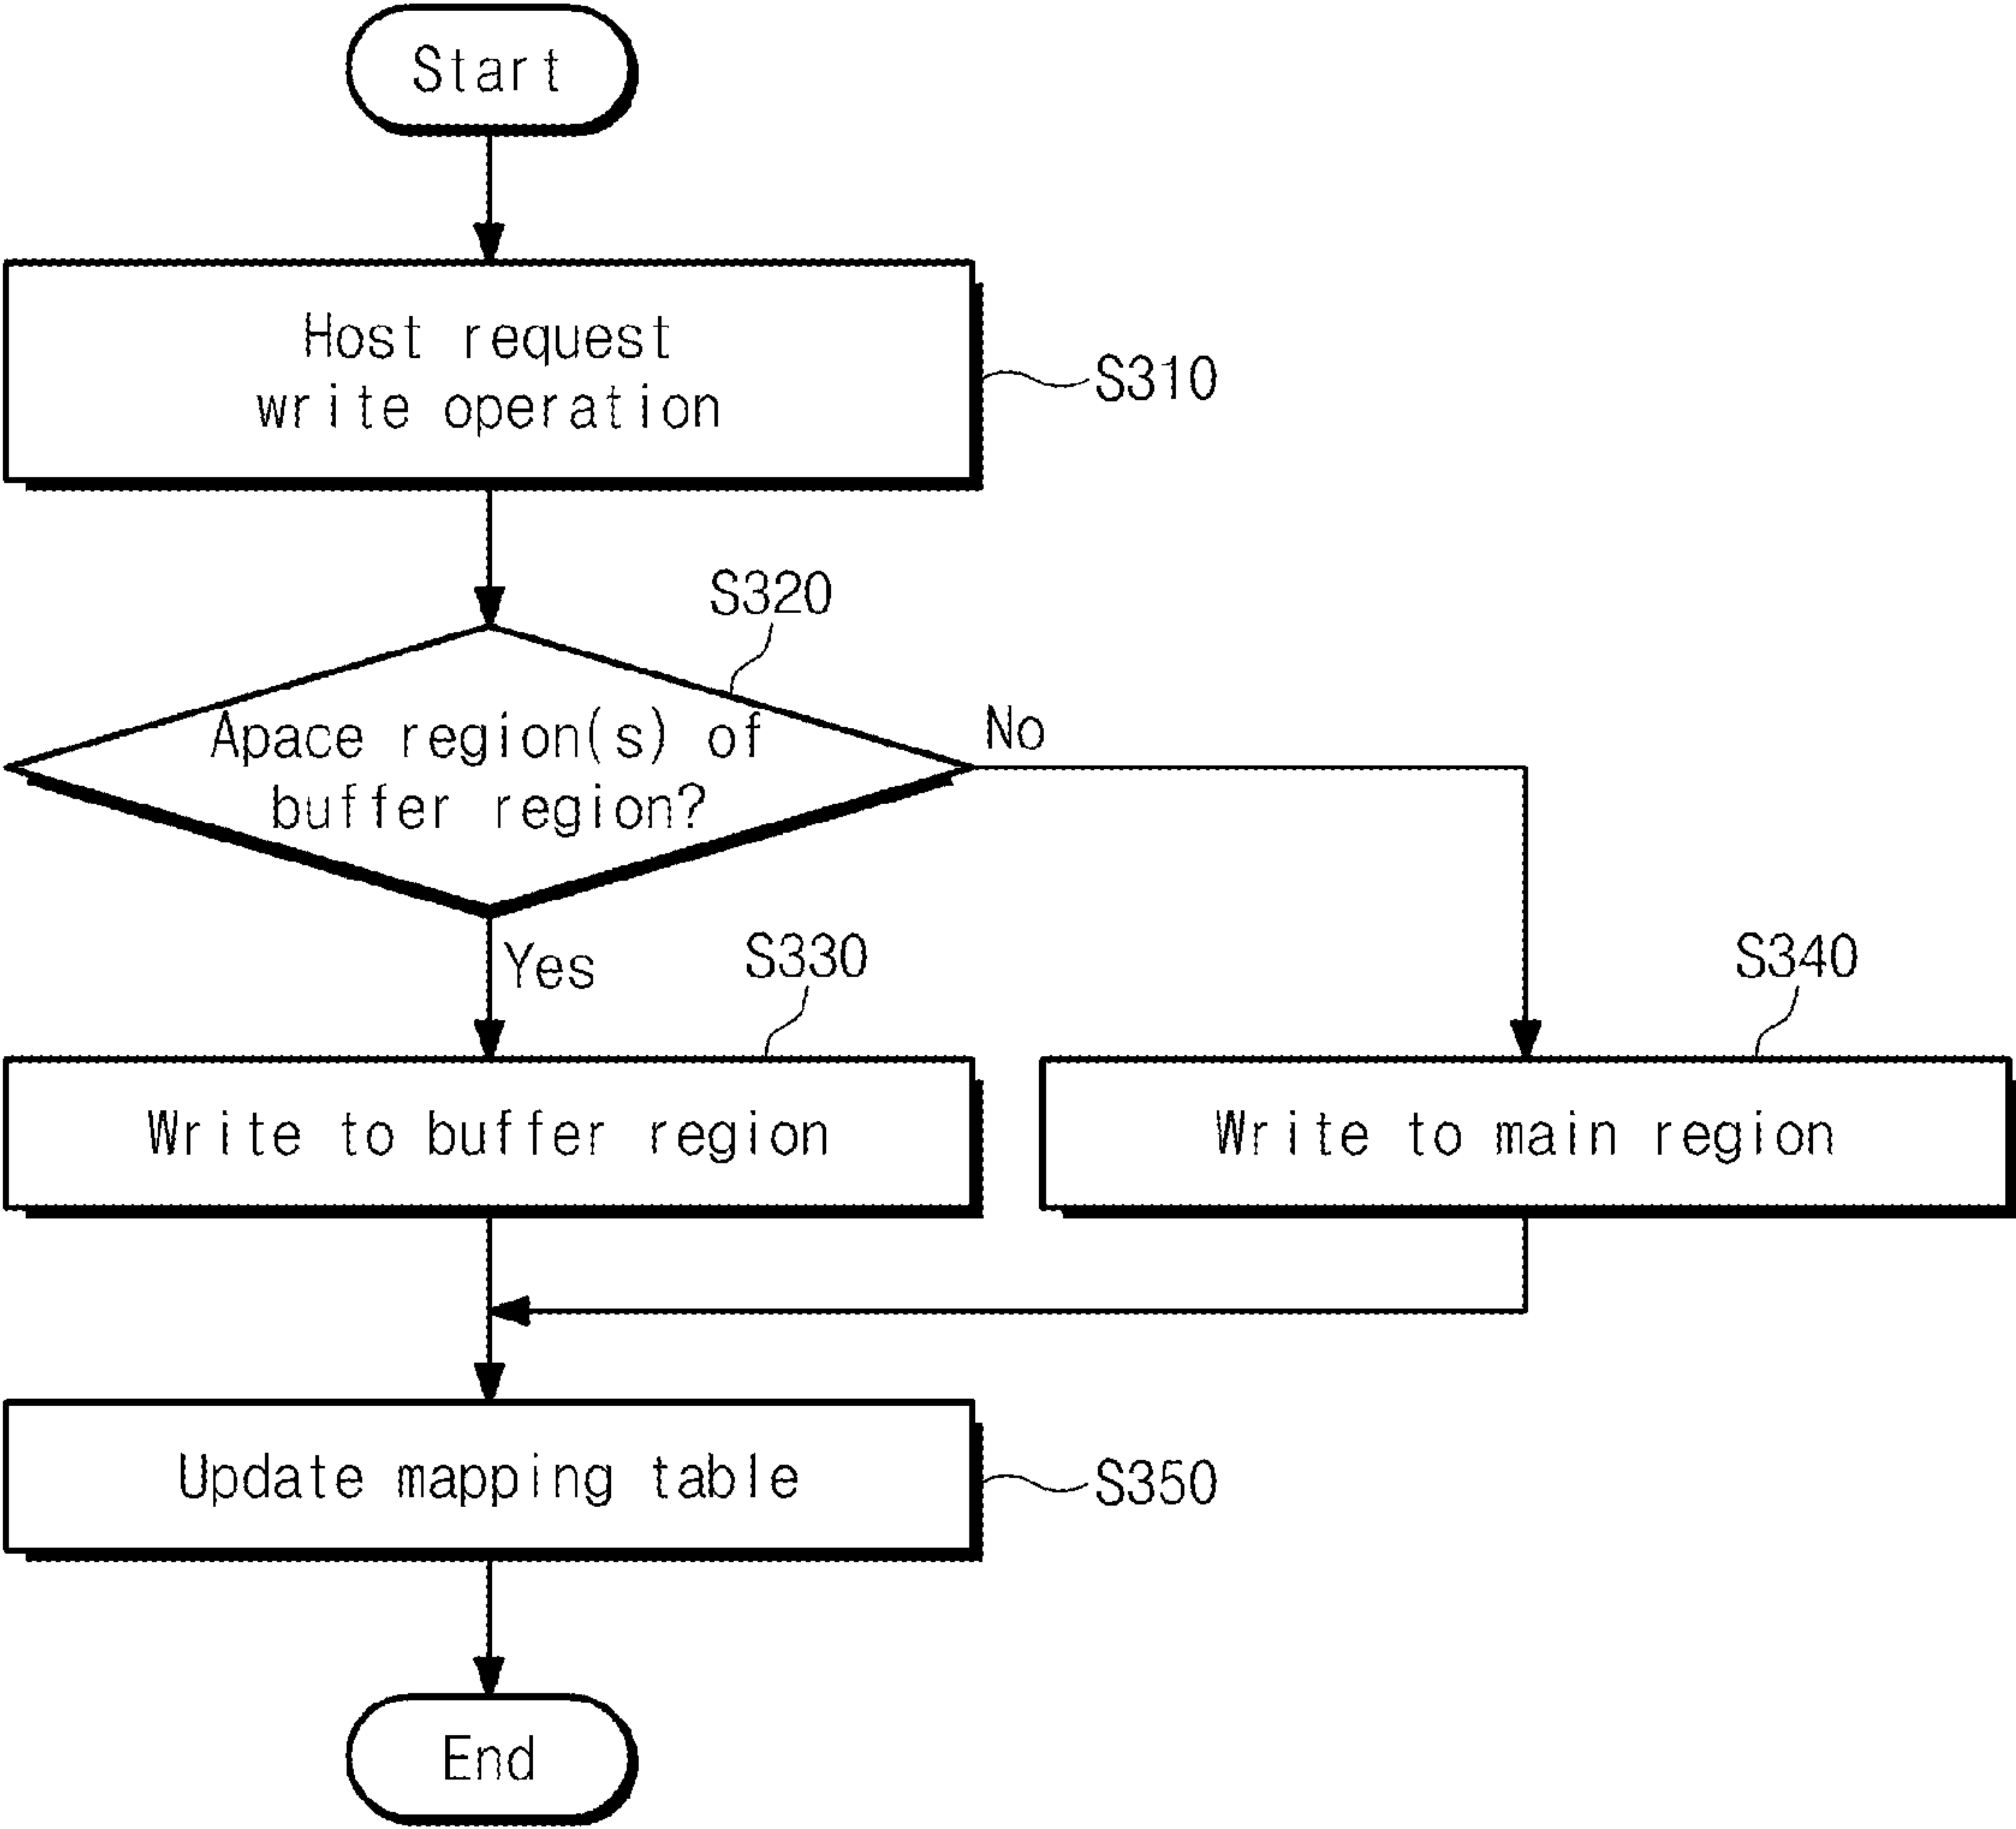 Start
Host request
write operation
S310
S320
Apace region(s) of
buffer region?
No
Yes
S330
S340
Write to buffer region
Write to main region
Update mapping table
S350
End